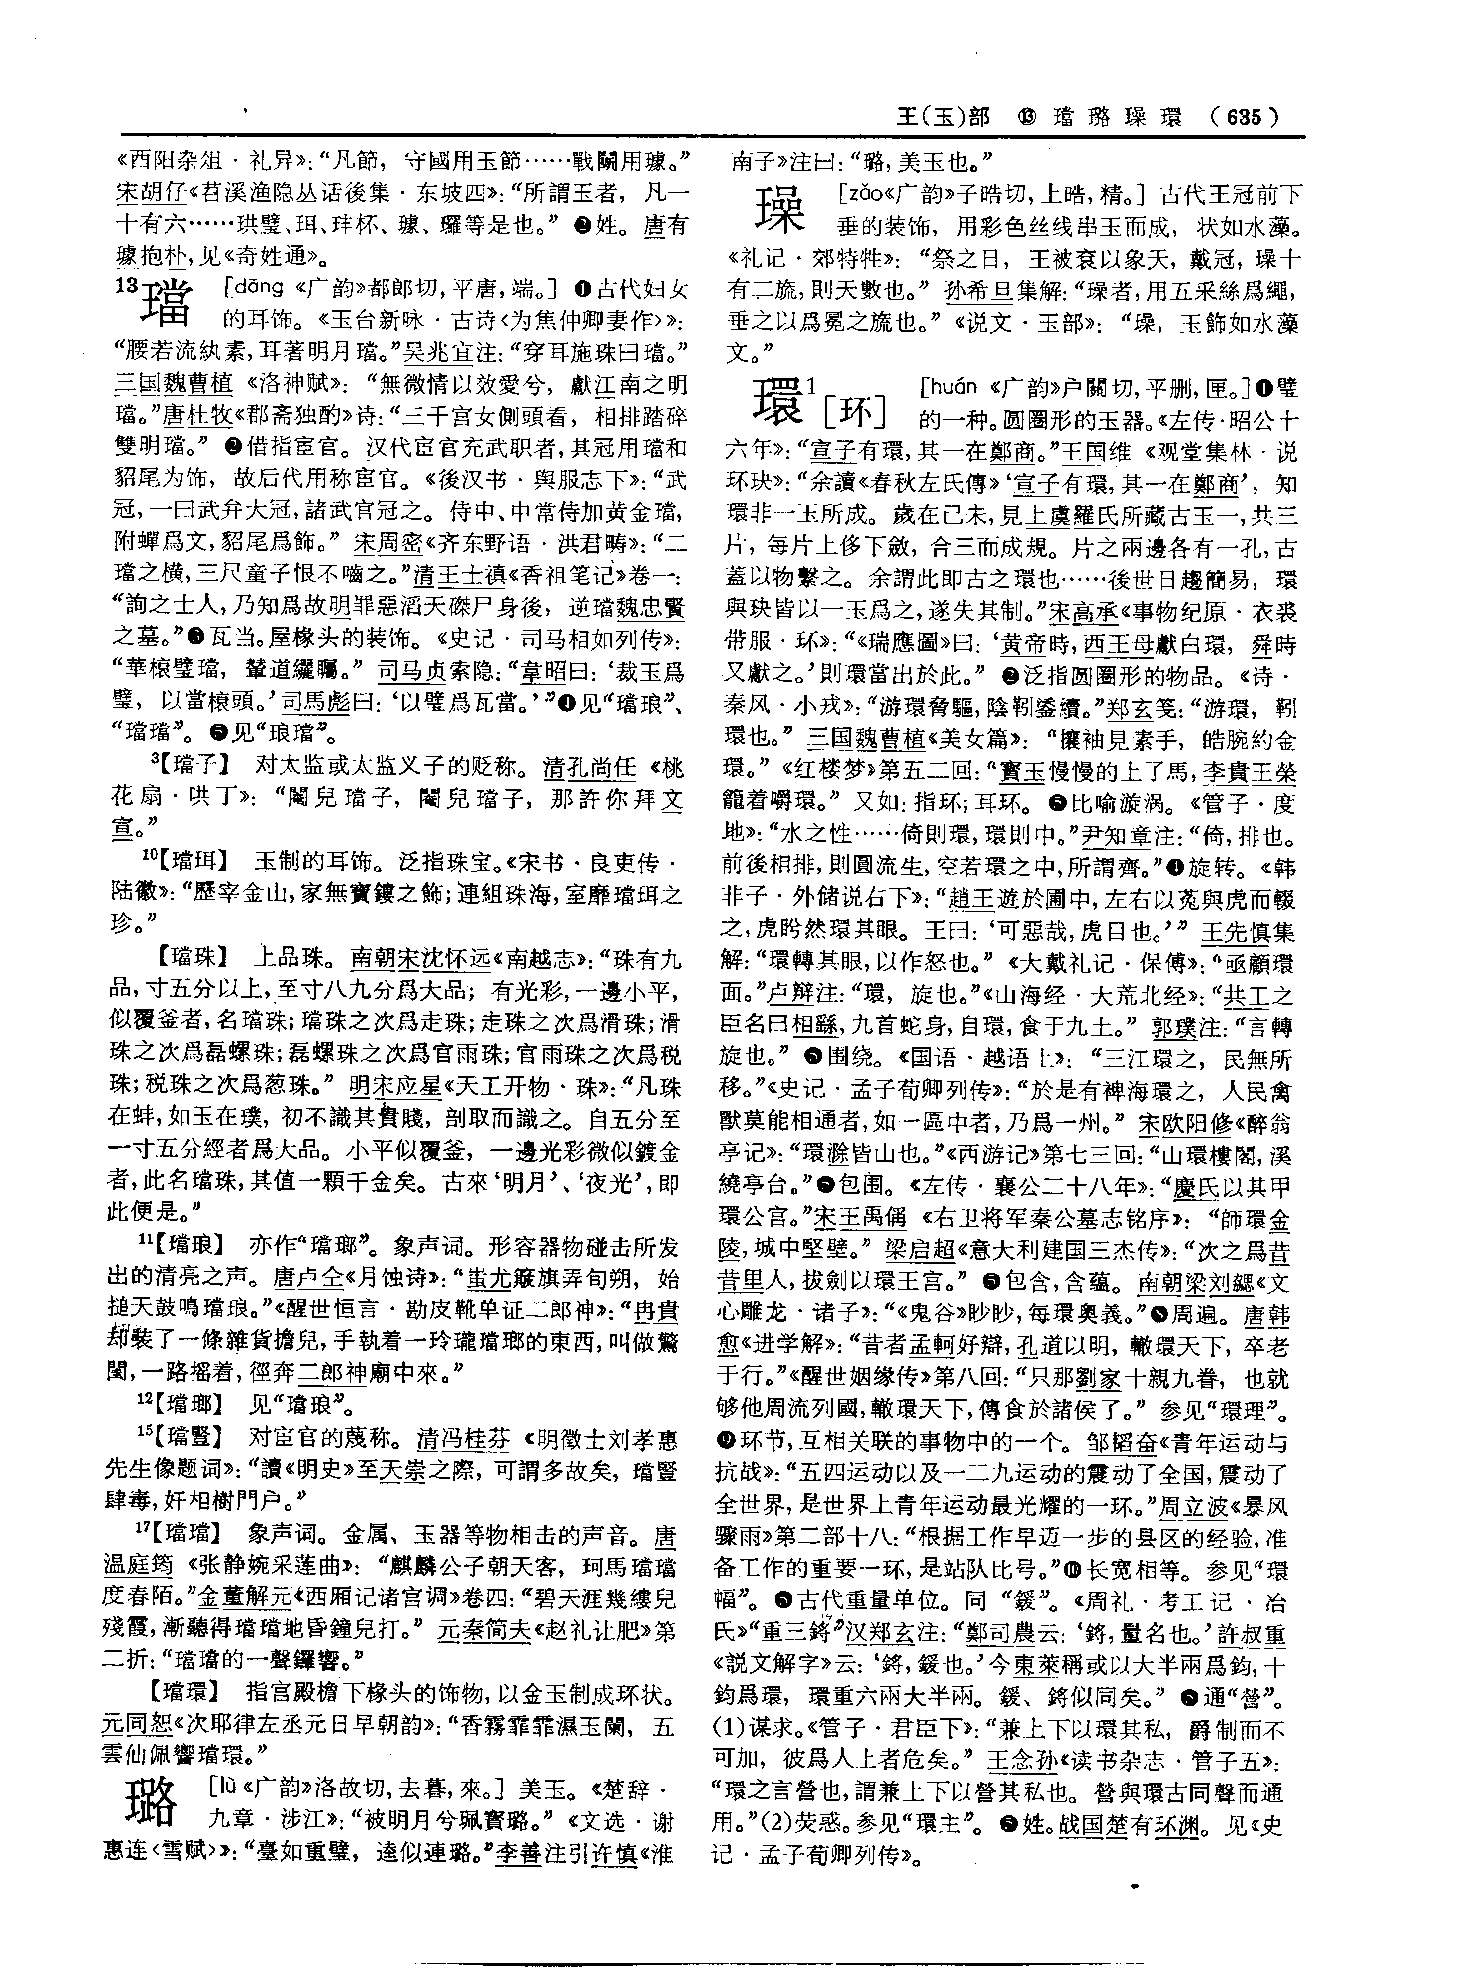 王(玉)部 ⑬ 璫 璐 璪 環 （635）
《酉阳杂俎·礼异》：“凡節，守國用玉節……戰鬭用璩。”
宋胡仔《苕溪渔隐丛话後集·东坡四》：“所謂玉者，凡一
十有六……珙璧、珥、玤杯、璩、瓎等是也。” ❷姓。唐有
璩抱朴，见《奇姓通》。
13璫 [dāng 《广韵》都郎切，平唐，端。] ❶古代妇女
的耳饰。《玉台新咏·古诗〈为焦仲卿妻作〉》：
“腰若流紈素，耳著明月璫。”吴兆宜注：“穿耳施珠曰璫。”
三国魏曹植《洛神赋》：“無微情以效愛兮，獻江南之明
璫。”唐杜牧《郡斋独酌》诗：“三千宫女側頭看，相排踏碎
雙明璫。” ❷借指宦官。汉代宦官充武职者，其冠用璫和
貂尾为饰，故后代用称宦官。《後汉书·舆服志下》：“武
冠，一曰武弁大冠，諸武官冠之。侍中、中常侍加黄金璫，
附蟬爲文，貂尾爲飾。” 宋周密《齐东野语·洪君畴》：“二
璫之横，三尺童子恨不嚙之。”清王士禛《香祖笔记》卷一：
“詢之士人，乃知爲故明罪惡滔天磔尸身後，逆璫魏忠賢
之墓。”❸瓦当。屋椽头的装饰。《史记·司马相如列传》：
“華榱璧璫，輦道纚屬。” 司马贞索隐：“韋昭曰：‘裁玉爲
璧，以當榱頭。’司馬彪曰：‘以璧爲瓦當。’”❹见“璫琅”、
“璫璫”。❺见“琅璫”。
3【璫子】 对太监或太监义子的贬称。清孔尚任《桃
花扇·哄丁》：“閹兒璫子，閹兒璫子，那許你拜文
宣。”
10【璫珥】 玉制的耳饰。泛指珠宝。《宋书·良吏传·
陆徽》：“歷宰金山，家無寶鏤之飾；連組珠海，室靡璫珥之
珍。”
【璫珠】 上品珠。南朝宋沈怀远《南越志》：“珠有九
品，寸五分以上，至寸八九分爲大品；有光彩，一邊小平，
似覆釜者，名璫珠；璫珠之次爲走珠；走珠之次爲滑珠；滑
珠之次爲磊螺珠；磊螺珠之次爲官雨珠；官雨珠之次爲税
珠；税珠之次爲葱珠。” 明宋应星《天工开物·珠》：“凡珠
在蚌，如玉在璞，初不識其貴賤，剖取而識之。自五分至
一寸五分經者爲大品。小平似覆釜，一邊光彩微似鍍金
者，此名璫珠，其值一顆千金矣。古來‘明月’、‘夜光’，即
此便是。”
11【璫琅】 亦作“璫瑯”。象声词。形容器物碰击所发
出的清亮之声。唐卢仝《月蚀诗》：“蚩尤簸旗弄旬朔，始
搥天鼓鳴璫琅。”《醒世恒言·勘皮靴单证二郎神》：“冉貴
却裝了一條雜貨擔兒，手執着一玲瓏璫瑯的東西，叫做驚
閨，一路摇着，徑奔二郎神廟中來。”
12【璫瑯】 见“璫琅”。
15【璫豎】 对宦官的蔑称。清冯桂芬《明徵士刘孝惠
先生像题词》：“讀《明史》至天崇之際，可謂多故矣，璫豎
肆毒，奸相樹門户。”
17【璫璫】 象声词。金属、玉器等物相击的声音。唐
温庭筠《张静婉采莲曲》：“麒麟公子朝天客，珂馬璫璫
度春陌。”金董解元《西厢记诸宫调》卷四：“碧天涯幾縷兒
殘霞，漸聽得璫璫地昏鐘兒打。” 元秦简夫《赵礼让肥》第
二折：“璫璫的一聲鑼響。”
【璫環】 指宫殿檐下椽头的饰物，以金玉制成环状。
元同恕《次耶律左丞元日早朝韵》：“香霧霏霏濕玉闌，五
雲仙佩響璫環。”
璐 [lù《广韵》洛故切，去暮，來。] 美玉。《楚辞·
九章·涉江》：“被明月兮珮寶璐。”《文选·谢
惠连〈雪赋〉》：“臺如重璧，逵似連璐。”李善注引许慎《淮
南子》注曰：“璐，美玉也。”
璪 [zǎo《广韵》子晧切，上晧，精。] 古代王冠前下
垂的装饰，用彩色丝线串玉而成，状如水藻。
《礼记·郊特牲》：“祭之日，王被袞以象天，戴冠，璪十
有二旒，則天數也。” 孙希旦集解：“璪者，用五采絲爲繩，
垂之以爲冕之旒也。”《说文·玉部》：“璪，玉飾如水藻
文。”
環1[环] [huán 《广韵》户關切，平删，匣。]❶璧
的一种。圆圈形的玉器。《左传·昭公十
六年》：“宣子有環，其一在鄭商。”王国维《观堂集林·说
环玦》：“余讀《春秋左氏傳》‘宣子有環，其一在鄭商’，知
環非一玉所成。歲在己未，見上虞羅氏所藏古玉一，共三
片，每片上侈下斂，合三而成規。片之兩邊各有一孔，古
蓋以物繫之。余謂此即古之環也……後世日趨簡易，環
與玦皆以一玉爲之，遂失其制。”宋高承《事物纪原·衣裘
带服·环》：“《瑞應圖》曰：‘黄帝時，西王母獻白環，舜時
又獻之。’則環當出於此。” ❷泛指圆圈形的物品。《诗·
秦风·小戎》：“游環脅驅，陰靷鋈續。”郑玄笺：“游環，靷
環也。” 三国魏曹植《美女篇》：“攘袖見素手，皓腕約金
環。”《红楼梦》第五二回：“寶玉慢慢的上了馬，李貴王榮
籠着嚼環。”又如：指环；耳环。❸比喻漩涡。《管子·度
地》：“水之性……倚則環，環則中。”尹知章注：“倚，排也。
前後相排，則圓流生，空若環之中，所謂齊。”❹旋转。《韩
非子·外储说右下》：“趙王遊於圃中，左右以菟與虎而輟
之，虎盻然環其眼。王曰：‘可惡哉，虎目也。’” 王先慎集
解：“環轉其眼，以作怒也。”《大戴礼记·保傅》：“亟顧環
面。”卢辩注：“環，旋也。”《山海经·大荒北经》：“共工之
臣名曰相繇，九首蛇身，自環，食于九土。” 郭璞注：“言轉
旋也。” ❺围绕。《国语·越语上》：“三江環之，民無所
移。”《史记·孟子荀卿列传》：“於是有裨海環之，人民禽
獸莫能相通者，如一區中者，乃爲一州。” 宋欧阳修《醉翁
亭记》：“環滁皆山也。”《西游记》第七三回：“山環樓閣，溪
繞亭台。”❻包围。《左传·襄公二十八年》：“慶氏以其甲
環公宫。”宋王禹偁《右卫将军秦公墓志铭序》：“師環金
陵，城中堅壁。” 梁启超《意大利建国三杰传》：“次之爲昔
昔里人，拔劍以環王宫。” ❼包含，含蕴。南朝梁刘勰《文
心雕龙·诸子》：“《鬼谷》眇眇，每環奥義。”❽周遍。唐韩
愈《进学解》：“昔者孟軻好辯，孔道以明，轍環天下，卒老
于行。”《醒世姻缘传》第八回：“只那劉家十親九眷，也就
够他周流列國，轍環天下，傳食於諸侯了。” 参见“環理”。
❾环节，互相关联的事物中的一个。邹韬奋《青年运动与
抗战》：“五四运动以及一二九运动的震动了全国，震动了
全世界，是世界上青年运动最光耀的一环。”周立波《暴风
骤雨》第二部十八：“根据工作早迈一步的县区的经验，准
备工作的重要一环，是站队比号。”❿长宽相等。参见“環
幅”。⓫古代重量单位。同“鍰”。《周礼·考工记·冶
氏》“重三鋝”汉郑玄注：“鄭司農云：‘鋝，量名也。’許叔重
《説文解字》云：‘鋝，鍰也。’今東萊稱或以大半兩爲鈞，十
鈞爲環，環重六兩大半兩。鍰、鋝似同矣。” ⓬通“營”。
(1)谋求。《管子·君臣下》：“兼上下以環其私，爵制而不
可加，彼爲人上者危矣。” 王念孙《读书杂志·管子五》：
“環之言營也，謂兼上下以營其私也。營與環古同聲而通
用。”(2)荧惑。参见“環主”。⓭姓。战国楚有环渊。见《史
记·孟子荀卿列传》。